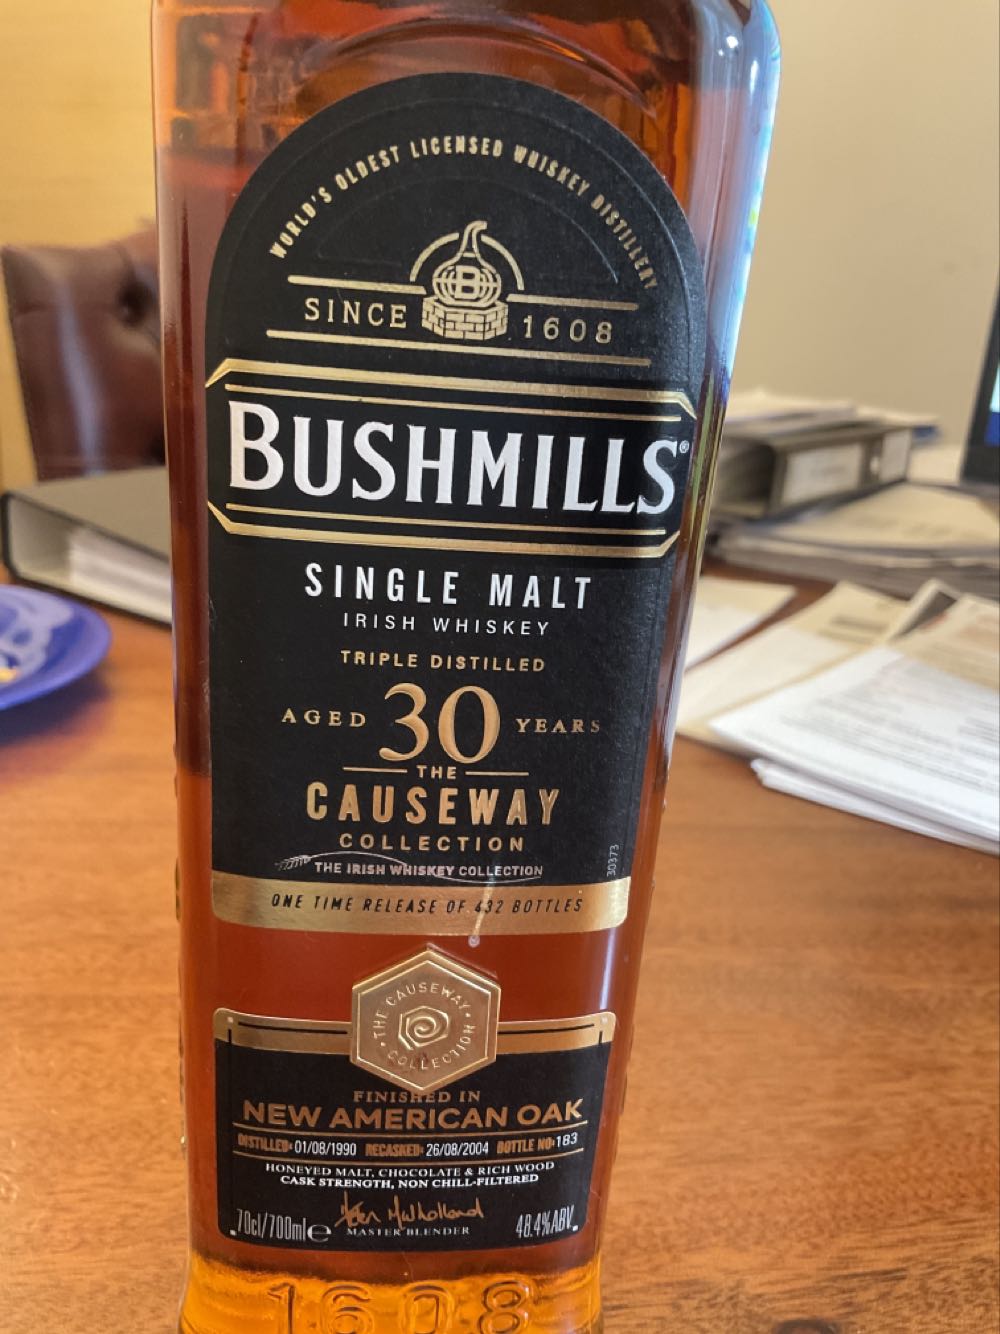 WORLD'S OLDEST LICENSED WHISKEY DISTILLERY
B
SINCE 1608
BUSHMILLS®
SINGLE MALT
IRISH WHISKEY
TRIPLE DISTILLED
AGED 30 YEARS
THE
CAUSEWAY
COLLECTION
THE IRISH WHISKEY COLLECTION
30373
ONE TIME RELEASE OF 432 BOTTLES
THE CAUSEWAY • COLLECTION •
FINISHED IN
NEW AMERICAN OAK
DISTILLED: 01/08/1990 RECASKED: 26/08/2004 BOTTLE NO: 183
HONEYED MALT, CHOCOLATE & RICH WOOD
CASK STRENGTH, NON CHILL-FILTERED
70cl/700ml e MASTER BLENDER 48.4%ABV.
1608